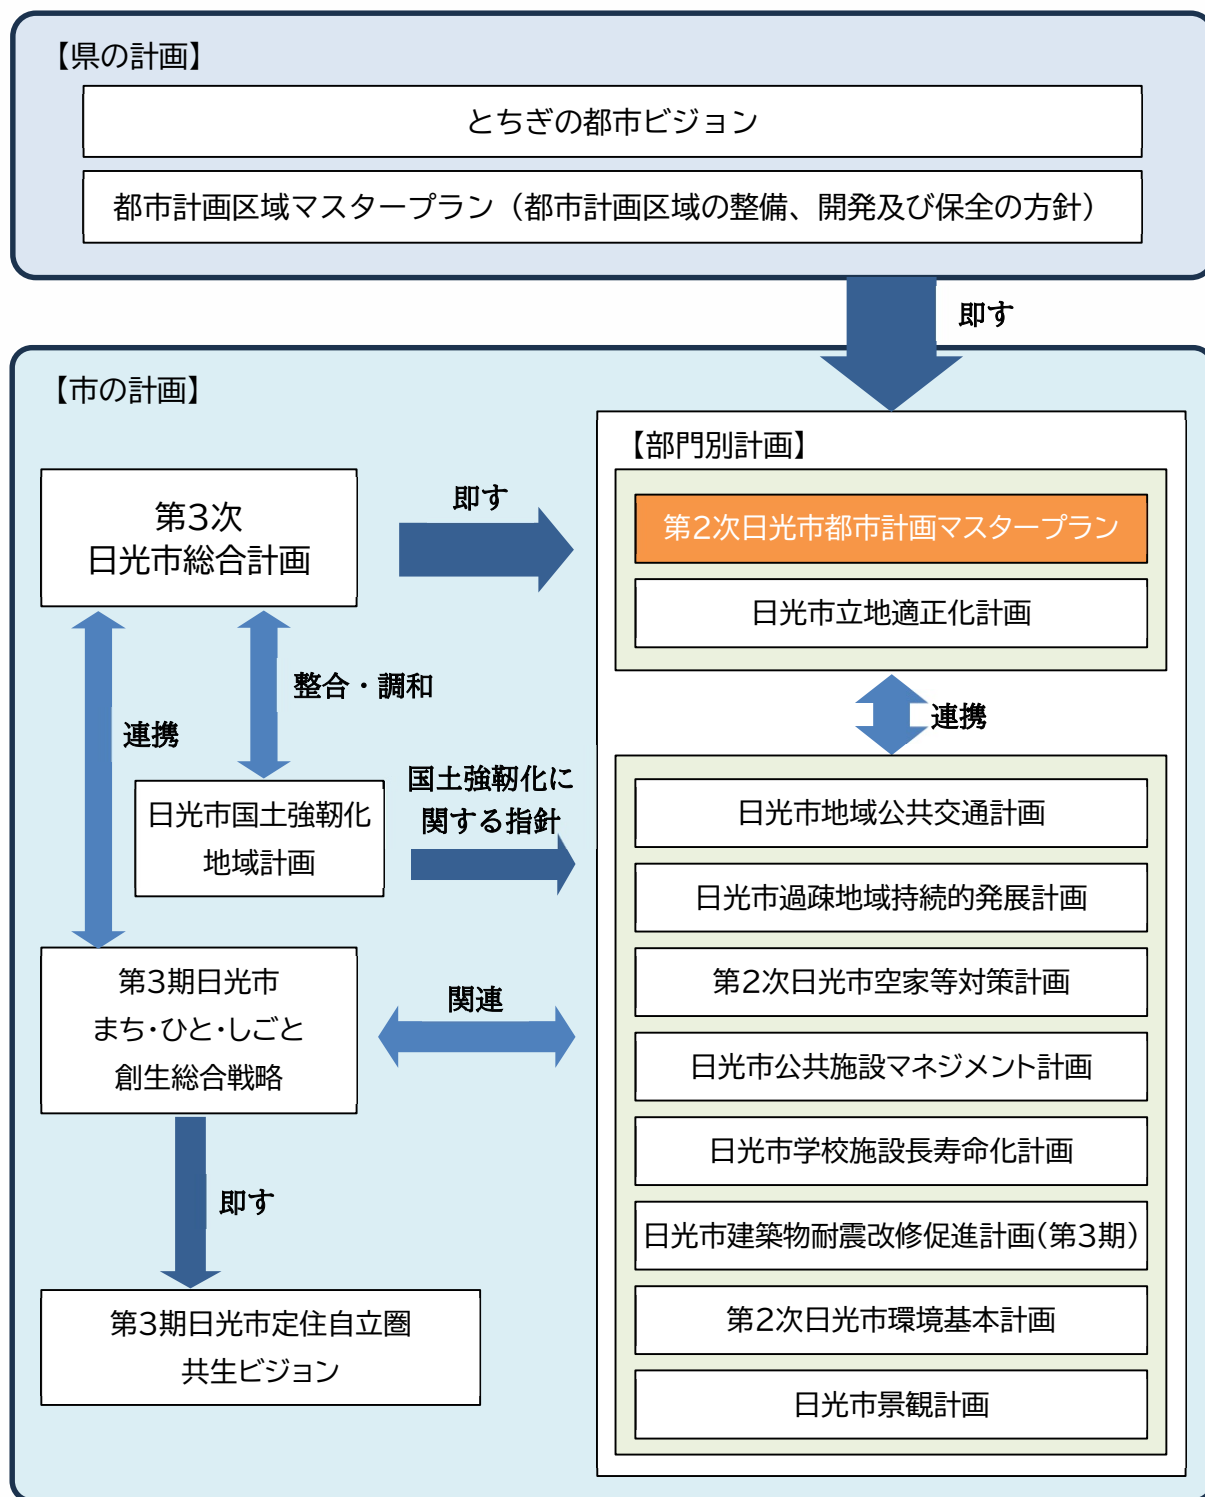 【県の計画】
とちぎの都市ビジョン
都市計画区域マスタープラン（都市計画区域の整備、開発及び保全の方針）
即す
【市の計画】
第3次
日光市総合計画
即す
整合・調和
連携
日光市国土強靭化
地域計画
国土強靭化に
関する指針
第3期日光市
まち・ひと・しごと
創生総合戦略
関連
即す
第3期日光市定住自立圏
共生ビジョン
【部門別計画】
第2次日光市都市計画マスタープラン
日光市立地適正化計画
連携
日光市地域公共交通計画
日光市過疎地域持続的発展計画
第2次日光市空家等対策計画
日光市公共施設マネジメント計画
日光市学校施設長寿命化計画
日光市建築物耐震改修促進計画(第3期)
第2次日光市環境基本計画
日光市景観計画